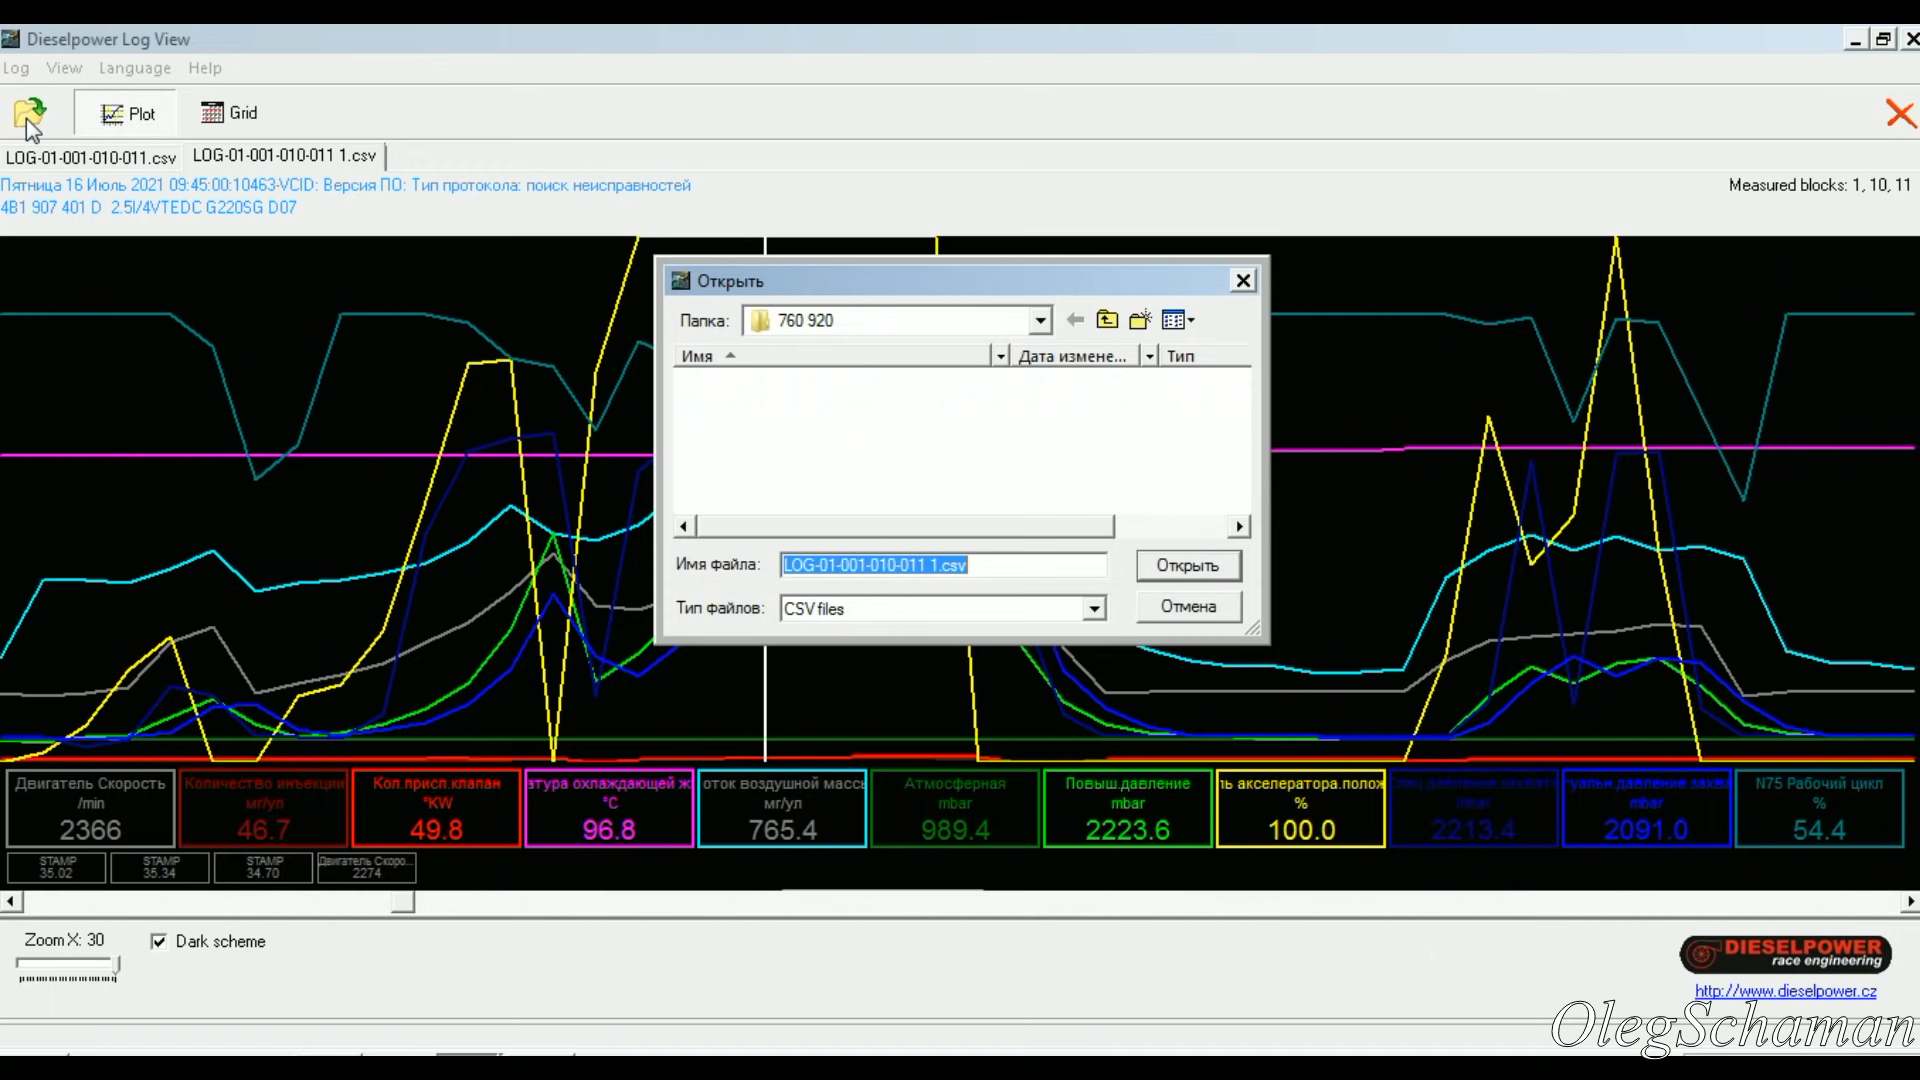 Dieselpower Log View
Log View Language Help
Plot Grid
LOG-01-001-010-011.csv LOG-01-001-010-011 1.csv
Пятница 16 Июль 2021 09:45:00:10463-VCID: Версия ПО: Тип протокола: поиск неисправностей
Measured blocks: 1, 10, 11
4B1 907 401 D 2.5l/4VTEDC G220SG D07
Открыть
Папка: 760 920
Имя Дата измене... Тип
Имя файла: LOG-01-001-010-011 1.csv Открыть
Тип файлов: CSV files Отмена
Двигатель Скорость
/min
2366
Количество инъекции
мг/уп
46.7
Кол.присп.клапан
°KW
49.8
атура охлаждающей ж
°C
96.8
оток воздушной массь
мг/уп
765.4
Атмосферная
mbar
989.4
Повыш.давление
mbar
2223.6
ль акселератора.полож
%
100.0
mbar
2213.4
mbar
2091.0
N75 Рабочий цикл
%
54.4
STAMP
35.02
STAMP
35.34
STAMP
34.70
Двигатель Скоро...
2274
Zoom X: 30
Dark scheme
DIESELPOWER
race engineering
http://www.dieselpower.cz
OlegSchaman